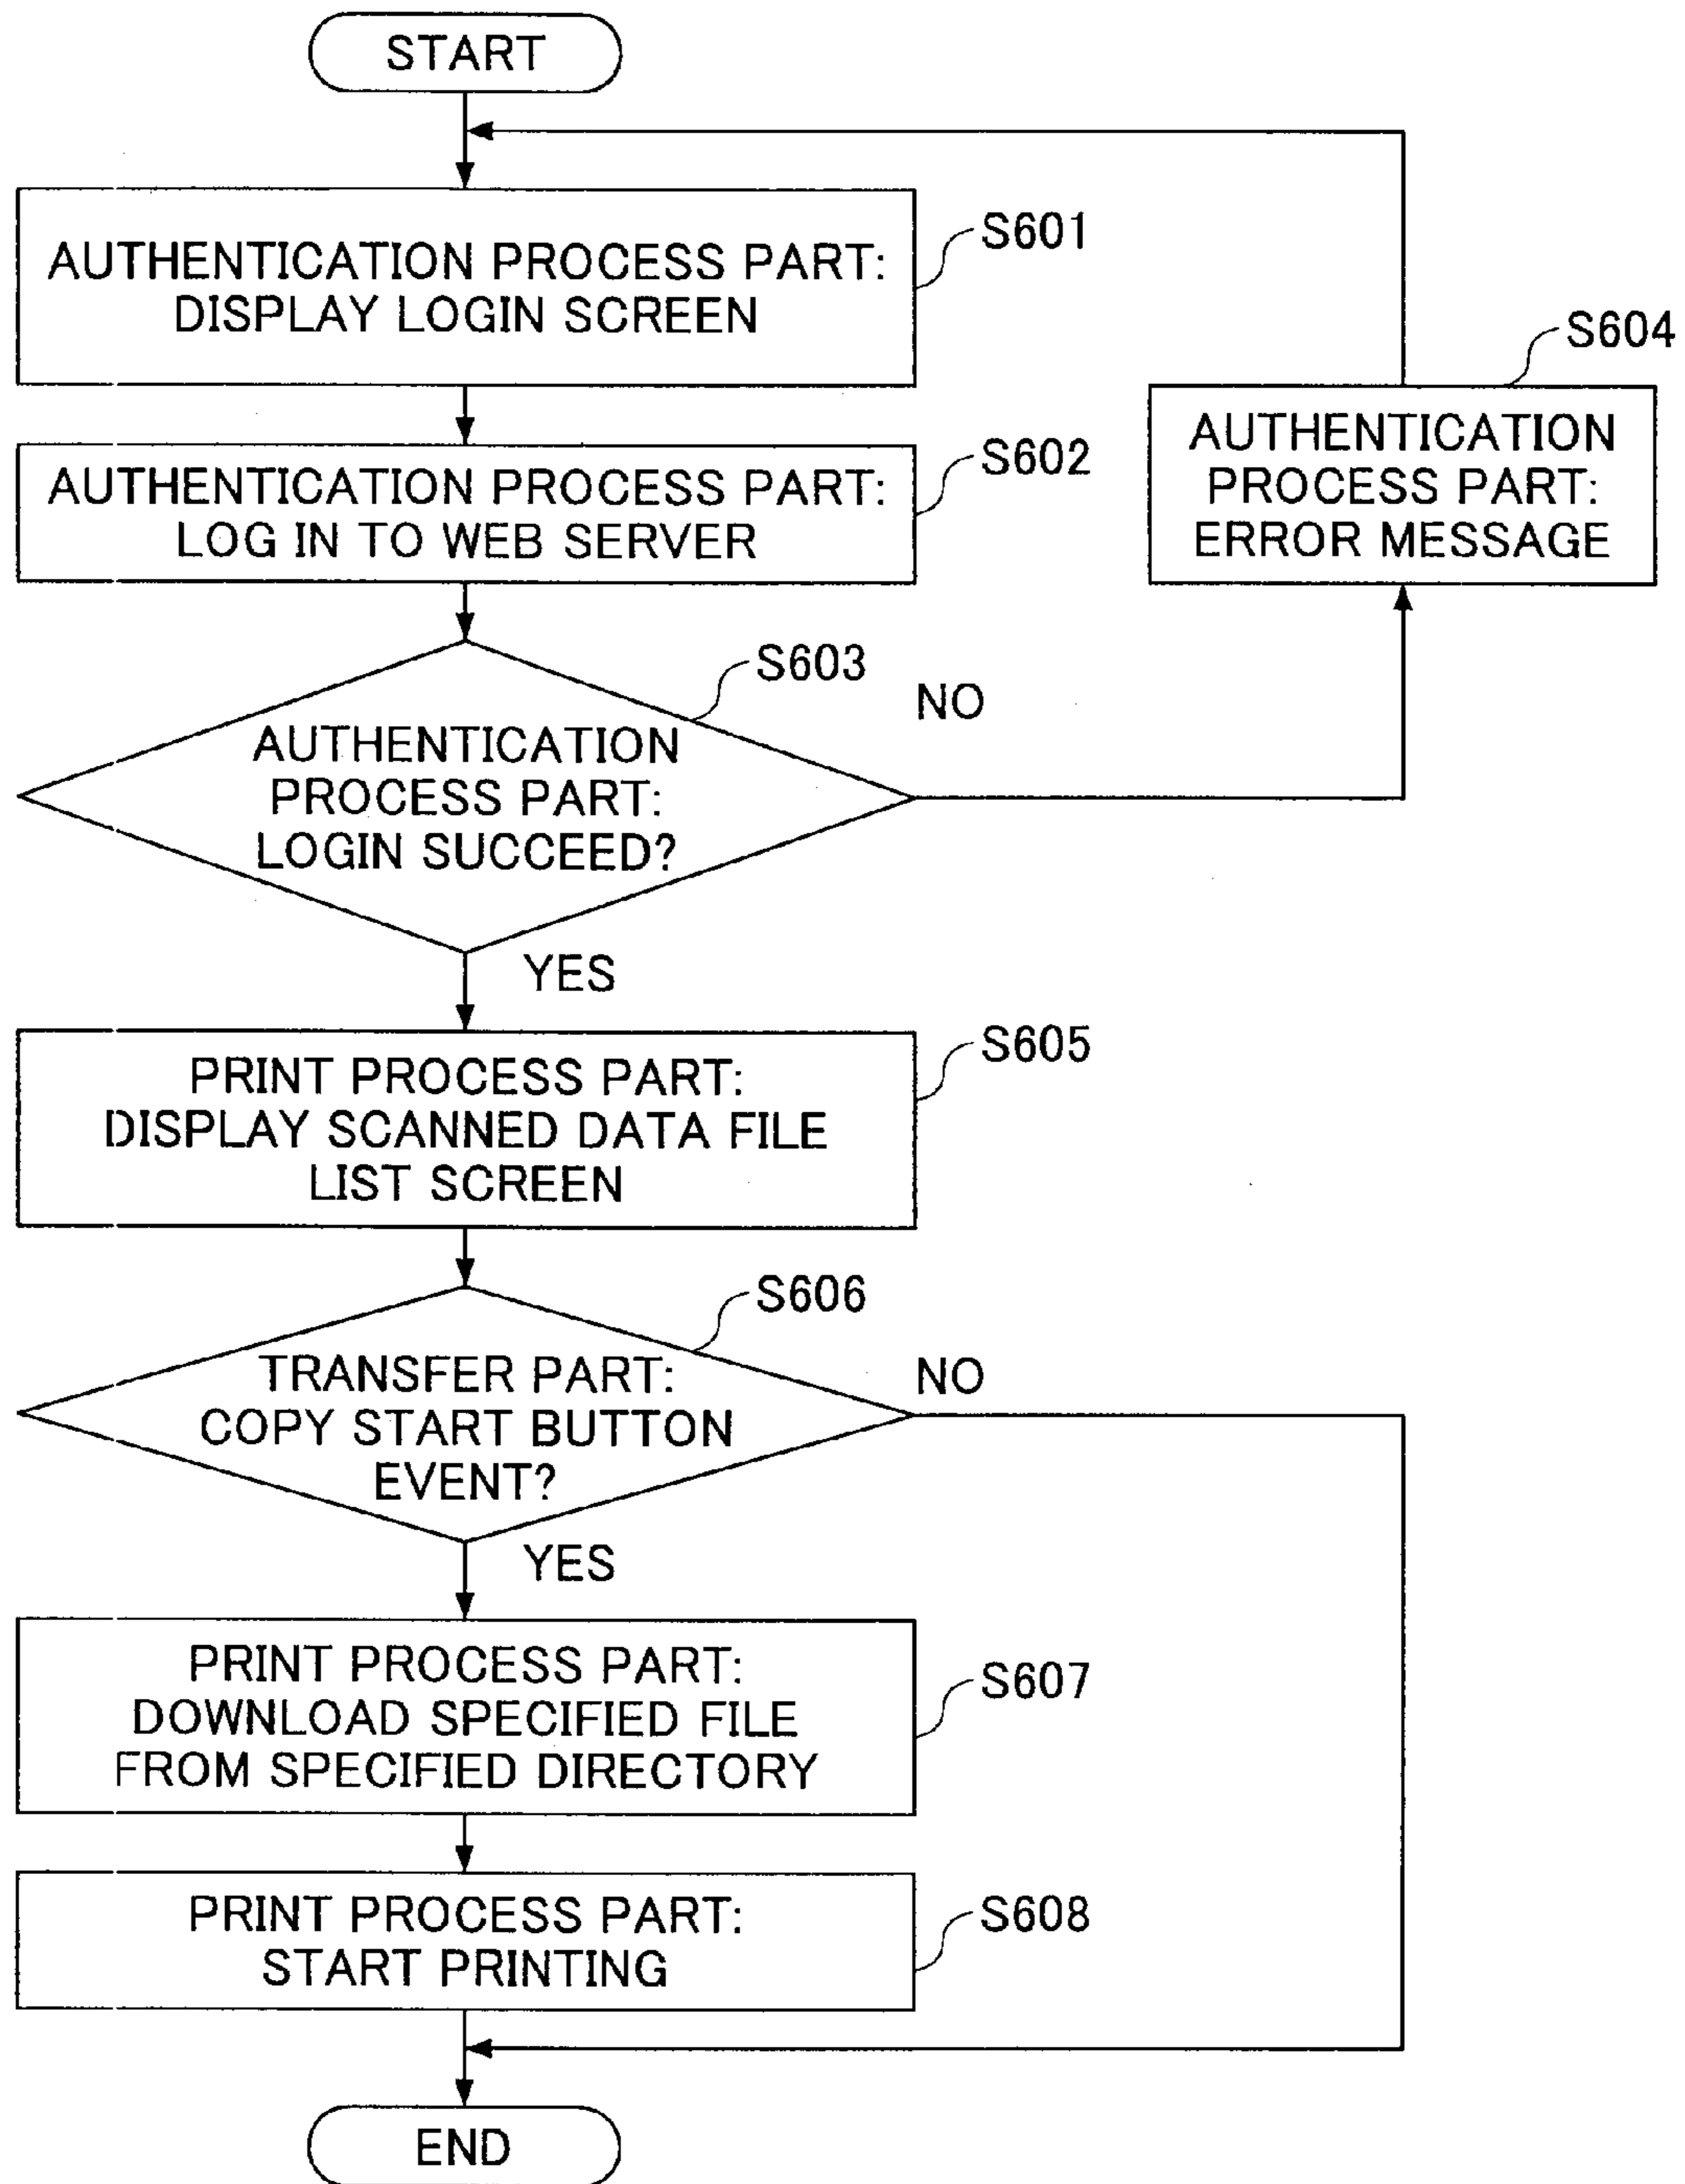 START
AUTHENTICATION PROCESS PART:
DISPLAY LOGIN SCREEN
S601
AUTHENTICATION PROCESS PART:
LOG IN TO WEB SERVER
S602
AUTHENTICATION
PROCESS PART:
LOGIN SUCCEED?
S603
NO
AUTHENTICATION
PROCESS PART:
ERROR MESSAGE
S604
YES
PRINT PROCESS PART:
DISPLAY SCANNED DATA FILE
LIST SCREEN
S605
TRANSFER PART:
COPY START BUTTON
EVENT?
S606
NO
YES
PRINT PROCESS PART:
DOWNLOAD SPECIFIED FILE
FROM SPECIFIED DIRECTORY
S607
PRINT PROCESS PART:
START PRINTING
S608
END